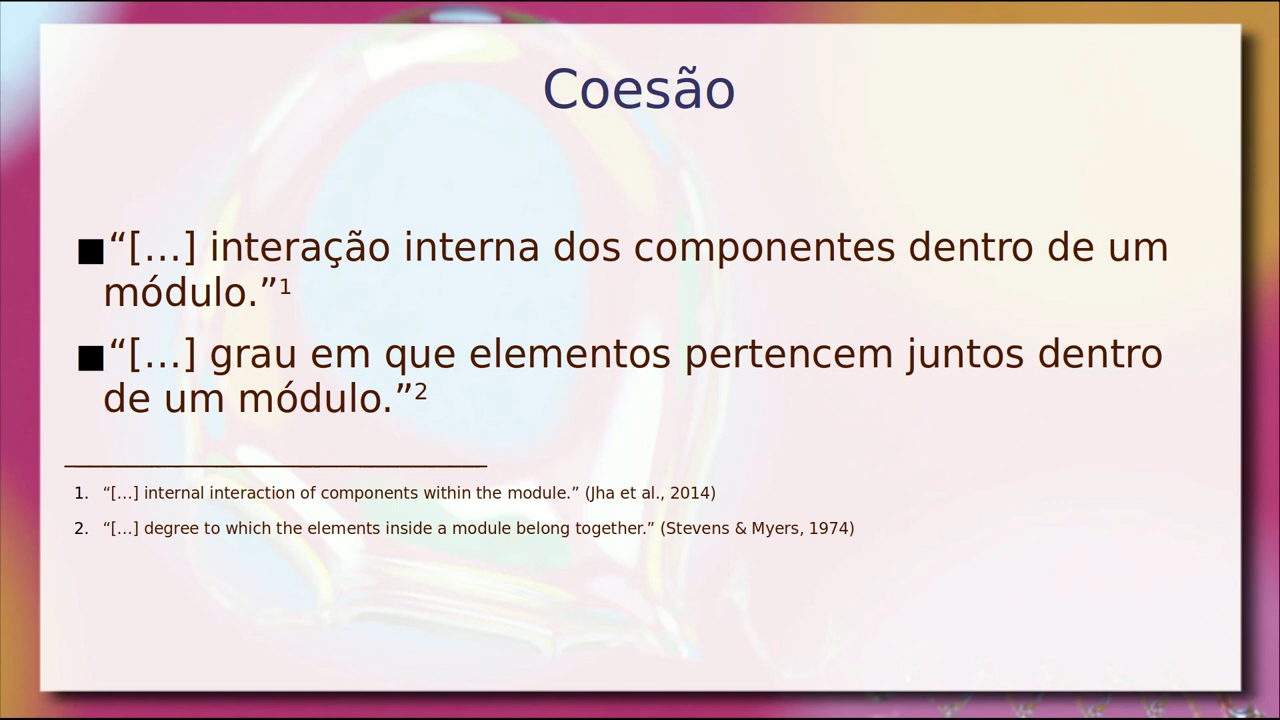 Coesão
■“[…] interação interna dos componentes dentro de um
módulo.”¹
■“[…] grau em que elementos pertencem juntos dentro
de um módulo.”²
1. “[…] internal interaction of components within the module.” (Jha et al., 2014)
2. “[…] degree to which the elements inside a module belong together.” (Stevens & Myers, 1974)